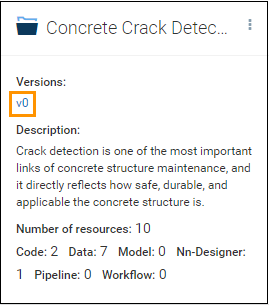 Concrete Crack Detec...
Versions:
v0
Description:
Crack detection is one of the most important
links of concrete structure maintenance, and
it directly reflects how safe, durable, and
applicable the concrete structure is.
Number of resources: 10
Code: 2 Data: 7 Model: 0 Nn-Designer:
1 Pipeline: 0 Workflow: 0